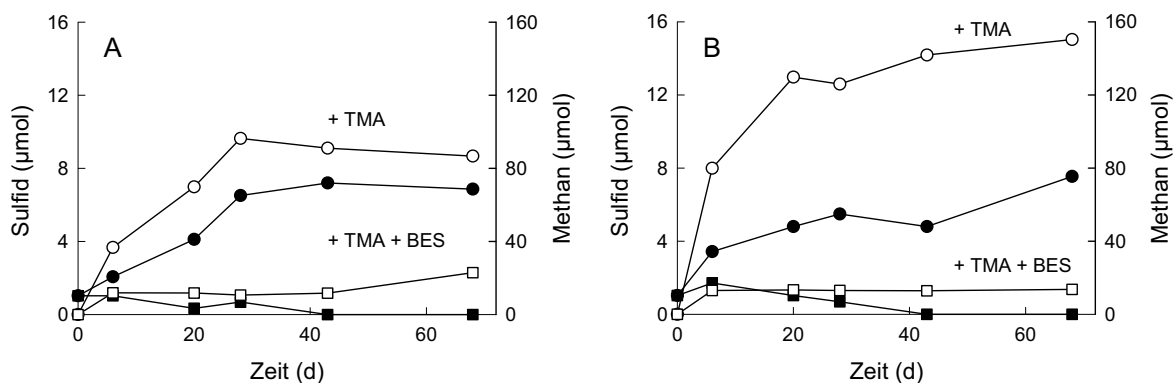 A
Sulfid (µmol)
16
12
8
4
0
+ TMA
+ TMA + BES
160
120
80
40
0
Methan (µmol)
0
20
40
60
Zeit (d)
B
Sulfid (µmol)
16
12
8
4
0
+ TMA
+ TMA + BES
160
120
80
40
0
Methan (µmol)
0
20
40
60
Zeit (d)